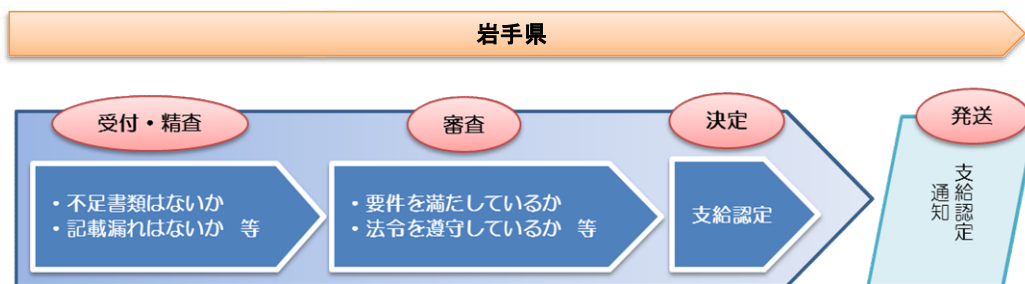 岩手県
受付・精査
・不足書類はないか
・記載漏れはないか 等
審査
・要件を満たしているか
・法令を遵守しているか 等
決定
支給認定
発送
支給認定
通知